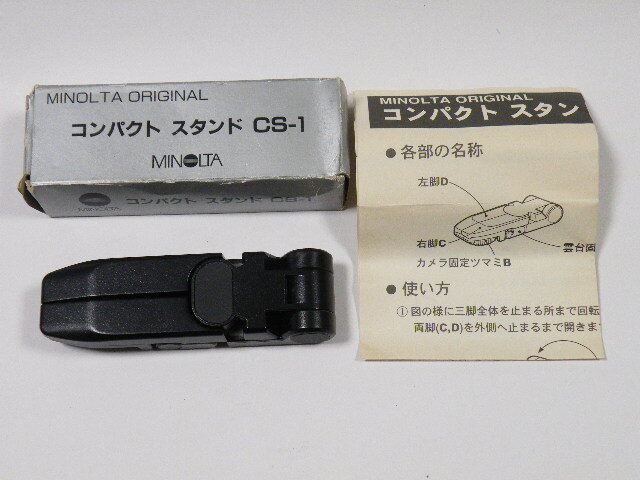 MINOLTA ORIGINAL
コンパクト スタンド CS-1
MINOLTA
MINOLTA
コンパクト スタンド CS-1
MINOLTA ORIGINAL
コンパクト スタン
● 各部の名称
左脚D
右脚C
雲台面
カメラ固定ツマミB
● 使い方
① 図の様に三脚全体を止まる所まで回転
両脚(C,D)を外側へ止まるまで開きま